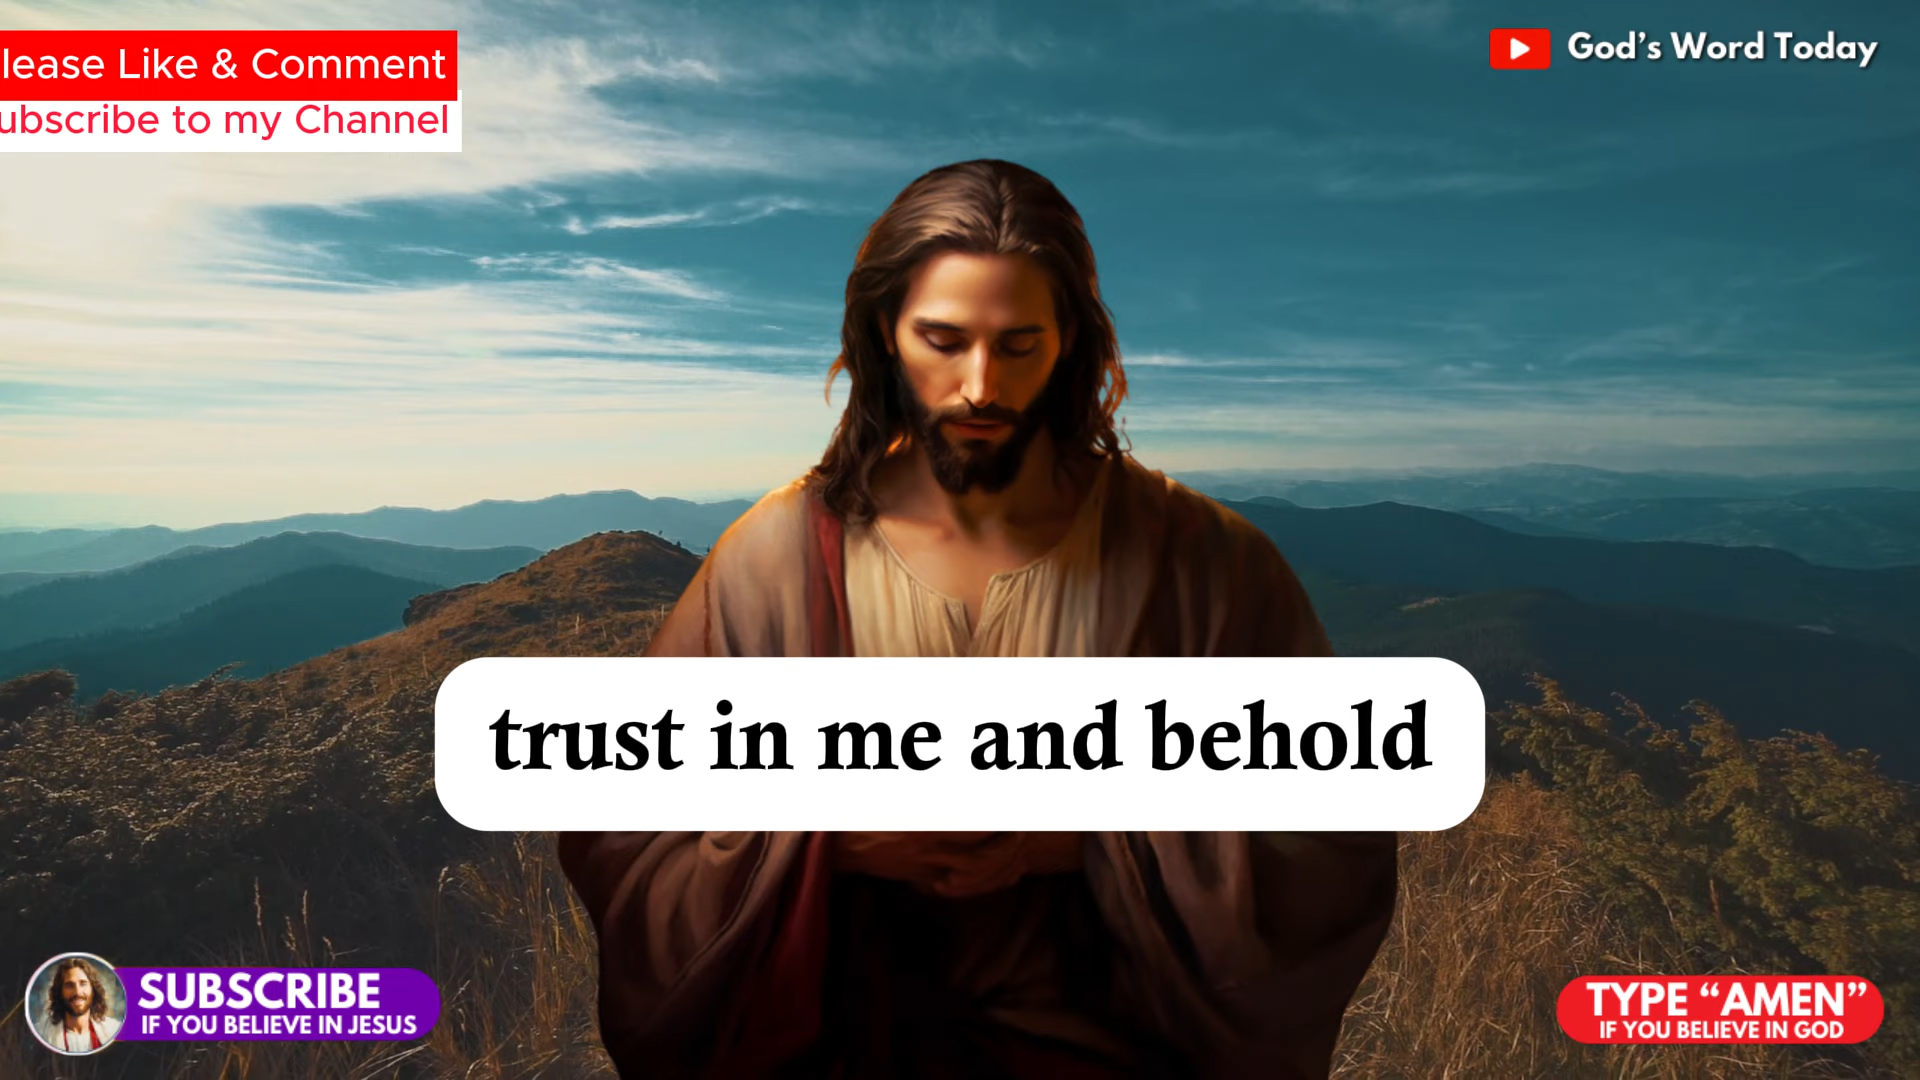 lease Like & Comment
ubscribe to my Channel
God's Word Today
trust in me and behold
SUBSCRIBE
IF YOU BELIEVE IN JESUS
TYPE “AMEN”
IF YOU BELIEVE IN GOD